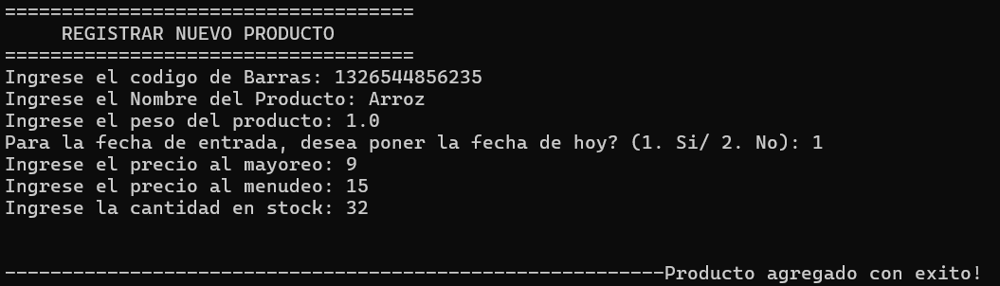 ====================================
REGISTRAR NUEVO PRODUCTO
====================================
Ingrese el codigo de Barras: 1326544856235
Ingrese el Nombre del Producto: Arroz
Ingrese el peso del producto: 1.0
Para la fecha de entrada, desea poner la fecha de hoy? (1. Si/ 2. No): 1
Ingrese el precio al mayoreo: 9
Ingrese el precio al menudeo: 15
Ingrese la cantidad en stock: 32
----------------------------------------------------------Producto agregado con exito!